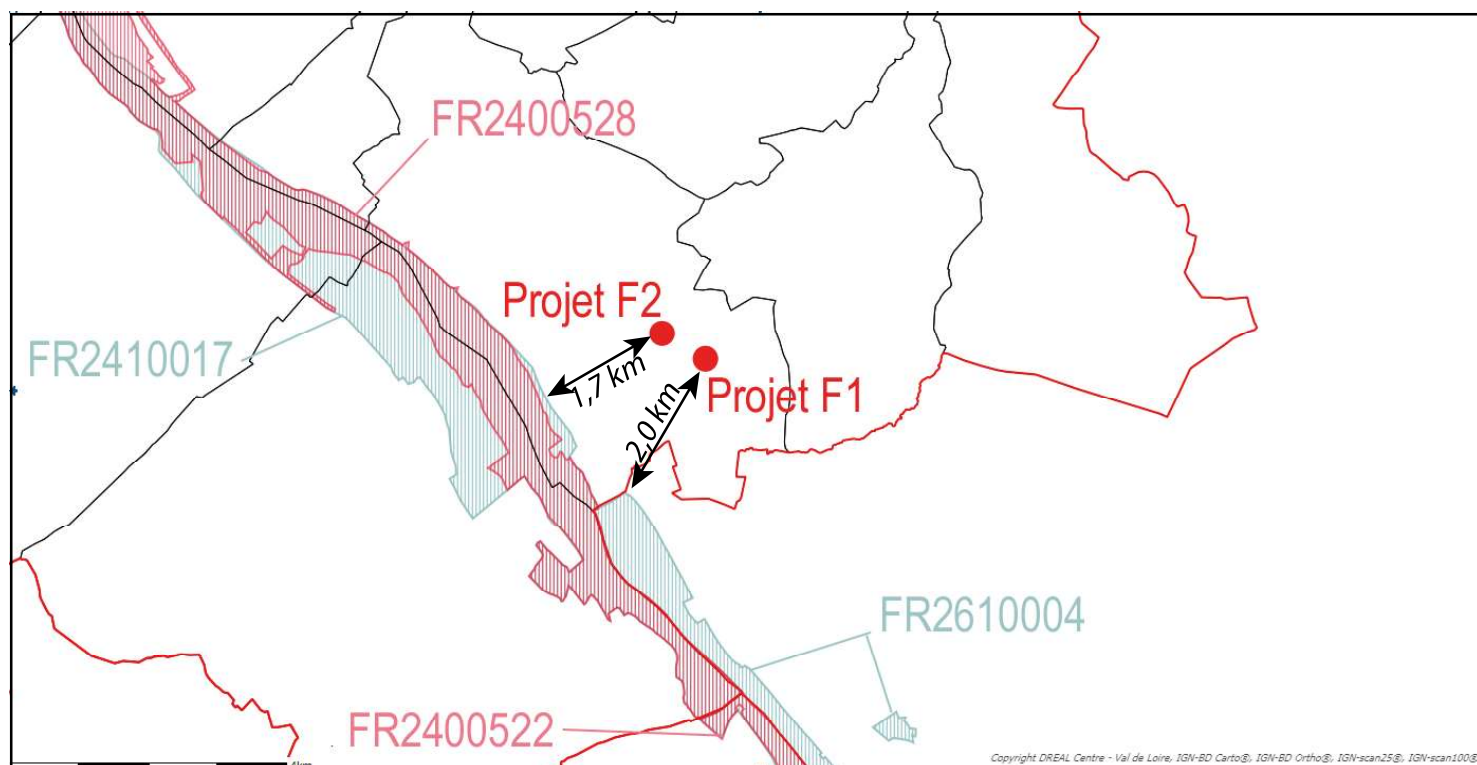 FR2400528
Projet F2
FR2410017
1,7 km
Projet F1
2,0 km
FR2610004
FR2400522
4km
Copyright DREAL Centre - Val de Loire, IGN-BD Carto®, IGN-BD Ortho®, IGN-scan25®, IGN-scan100®